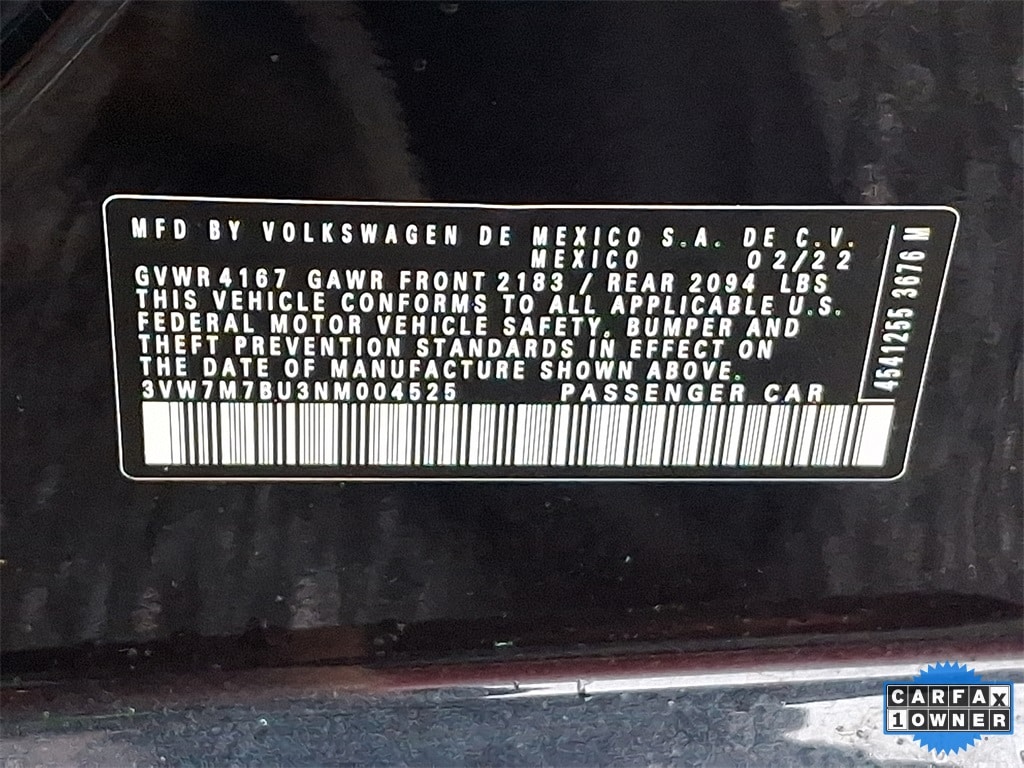 MFD BY VOLKSWAGEN DE MEXICO S.A. DE C.V.
MEXICO 02/22
GVWR 4167 GAWR FRONT 2183 / REAR 2094 LBS
THIS VEHICLE CONFORMS TO ALL APPLICABLE U.S.
FEDERAL MOTOR VEHICLE SAFETY, BUMPER AND
THEFT PREVENTION STANDARDS IN EFFECT ON
THE DATE OF MANUFACTURE SHOWN ABOVE.
3VW7M7BU3NM004525 PASSENGER CAR
4541255 3676 M
CARFAX
1 OWNER